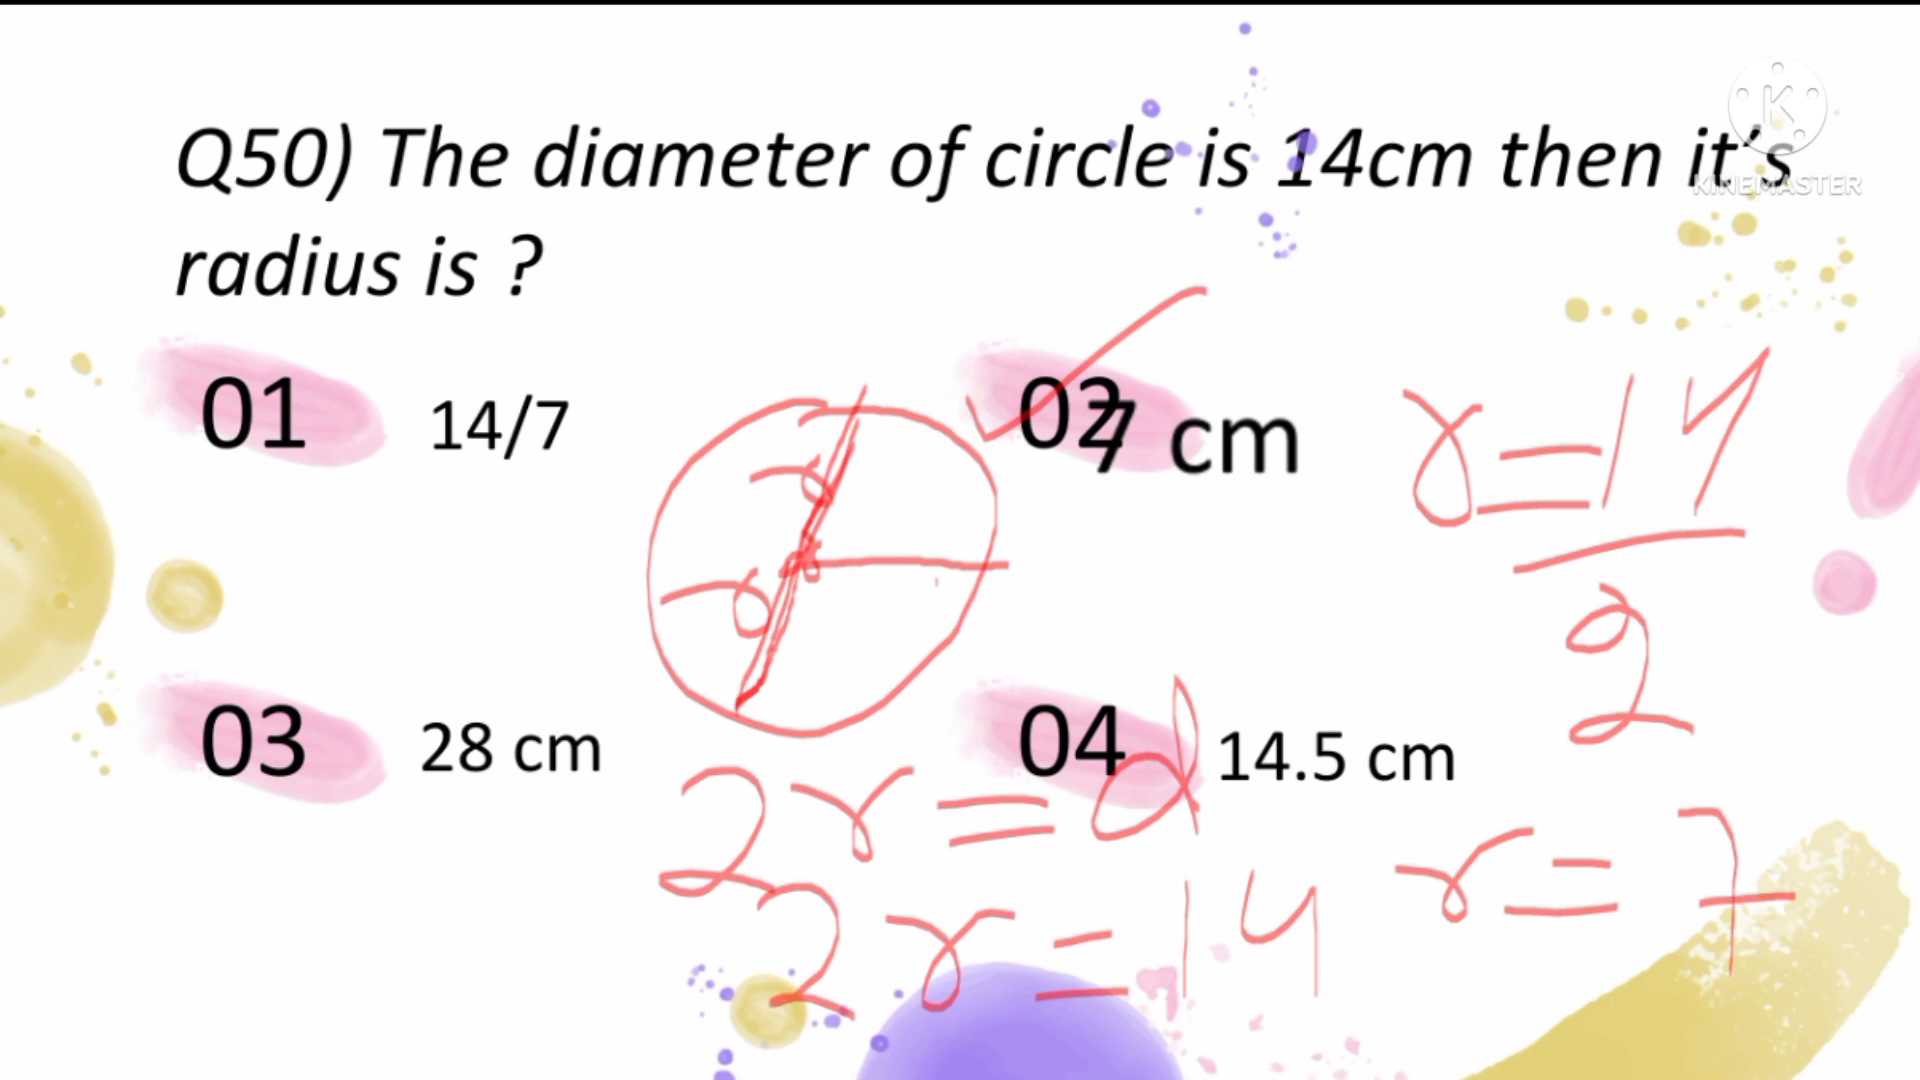 Q50) The diameter of circle is 14cm then it's
radius is ?
KINEMASTER
01 14/7
02 7 cm
r = 14
2
r
r
03 28 cm
04 14.5 cm
2r = d
2r = 14
r = 7